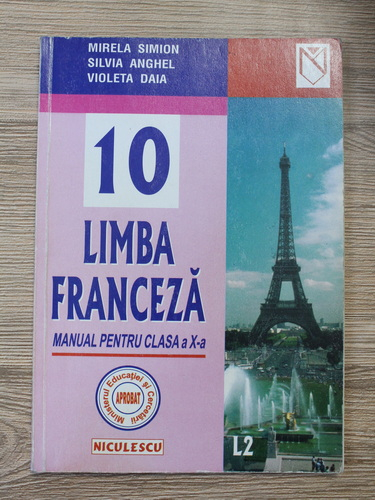 MIRELA SIMION
SILVIA ANGHEL
VIOLETA DAIA
10
LIMBA
FRANCEZĂ
MANUAL PENTRU CLASA a X-a
Ministerul Educației și Cercetării
APROBAT
NICULESCU
L2